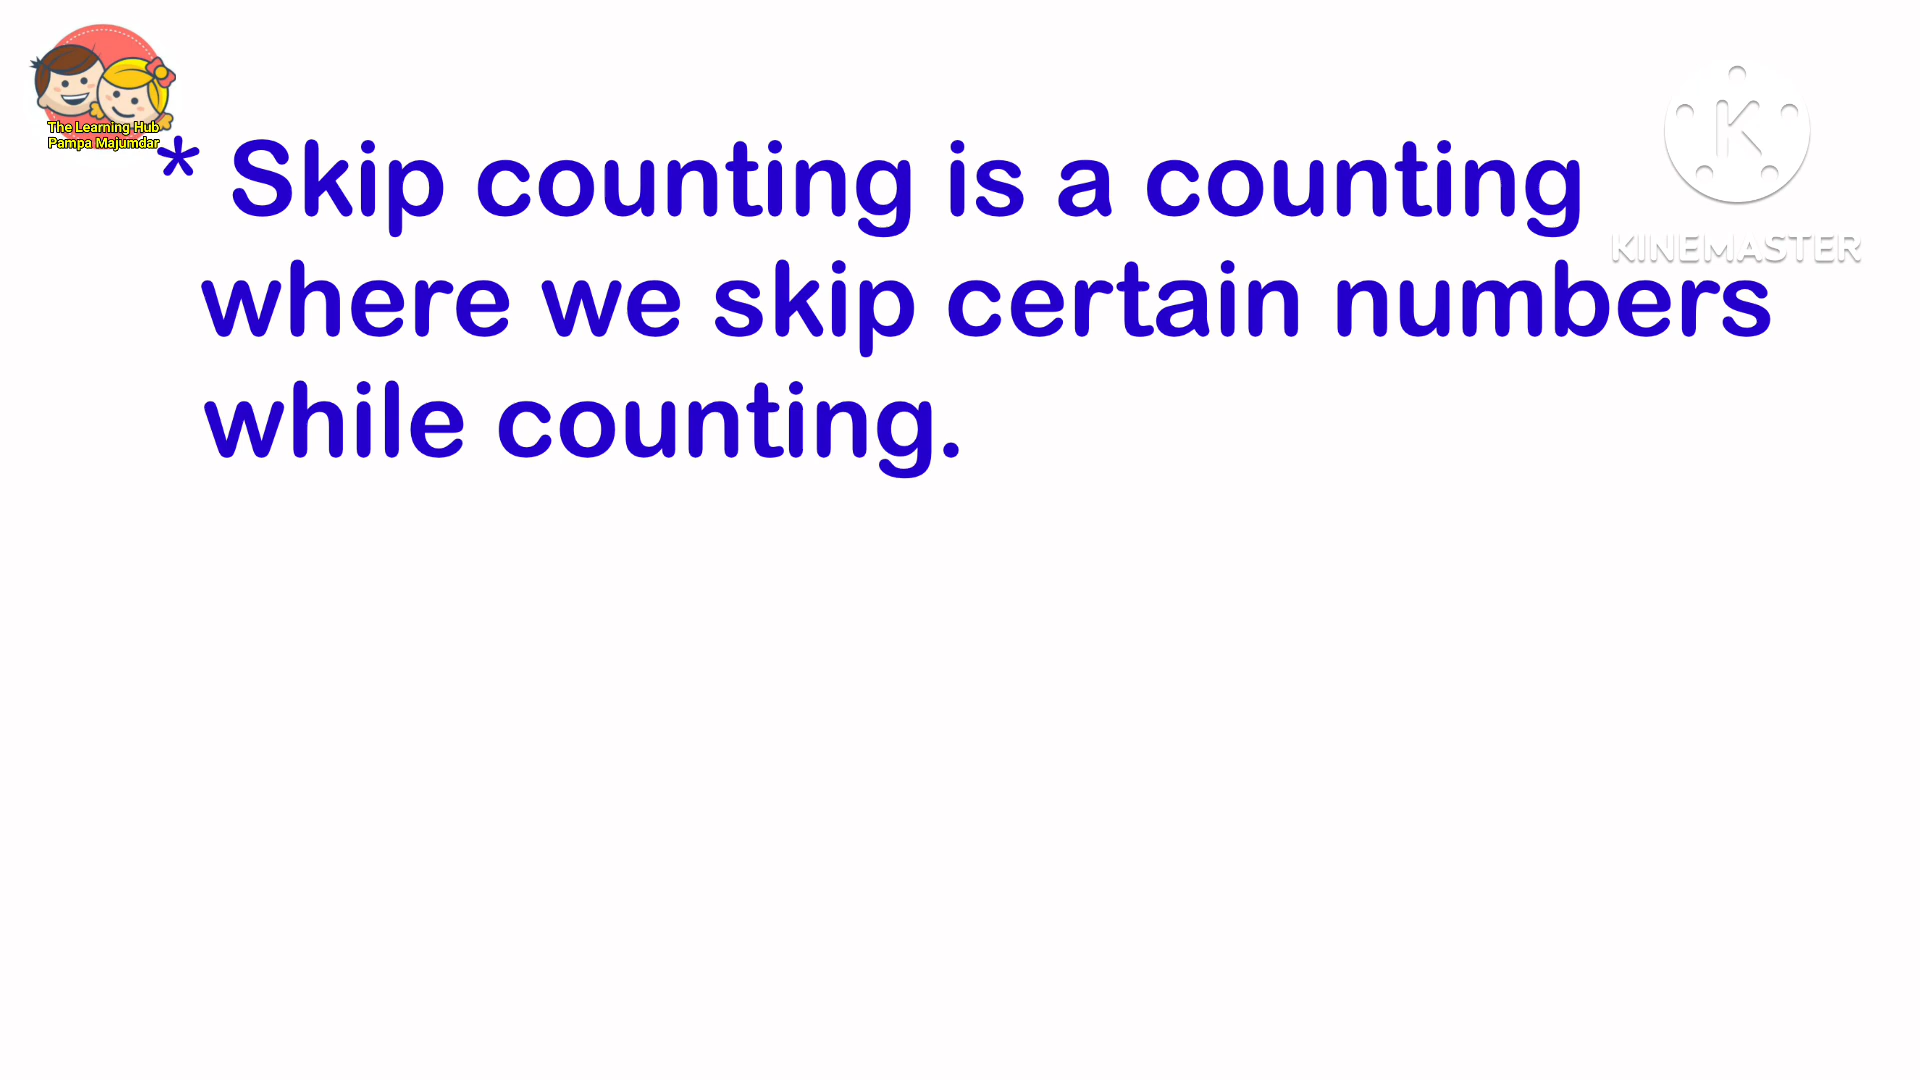 The Learning Hub
Pampa Majumdar
* Skip counting is a counting
where we skip certain numbers
while counting.
K
KINEMASTER